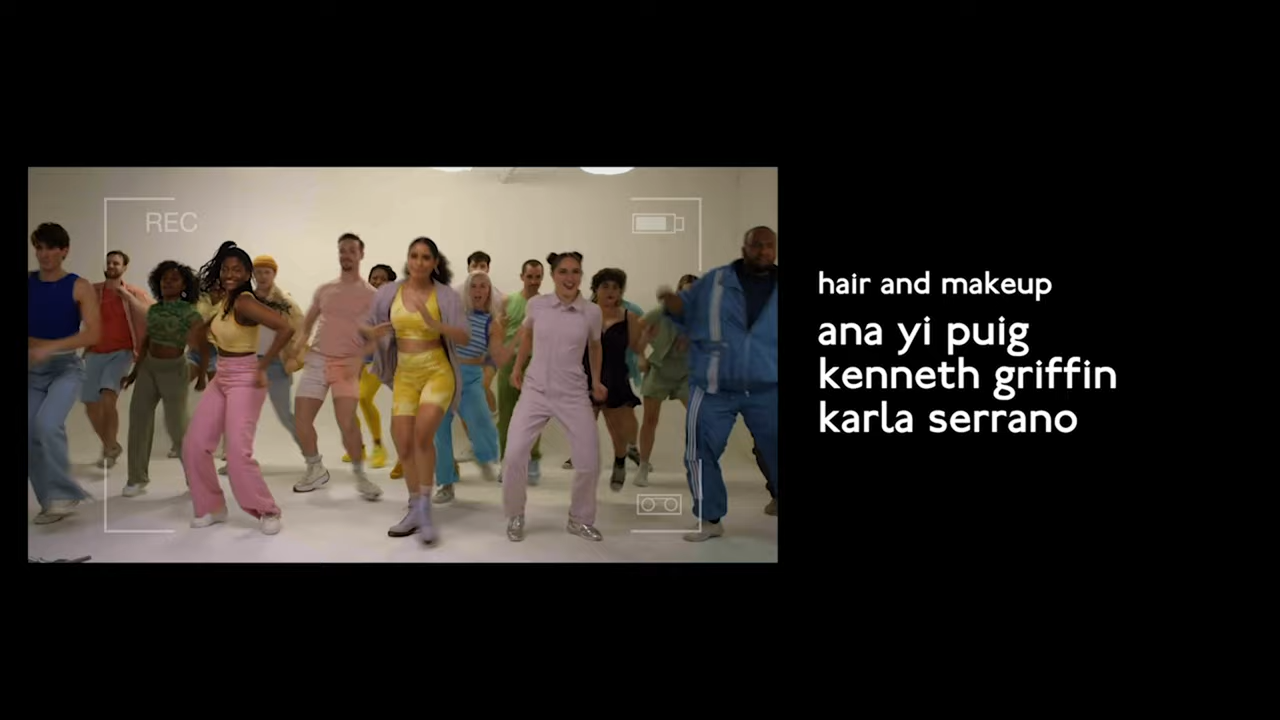 REC
hair and makeup
ana yi puig
kenneth griffin
karla serrano